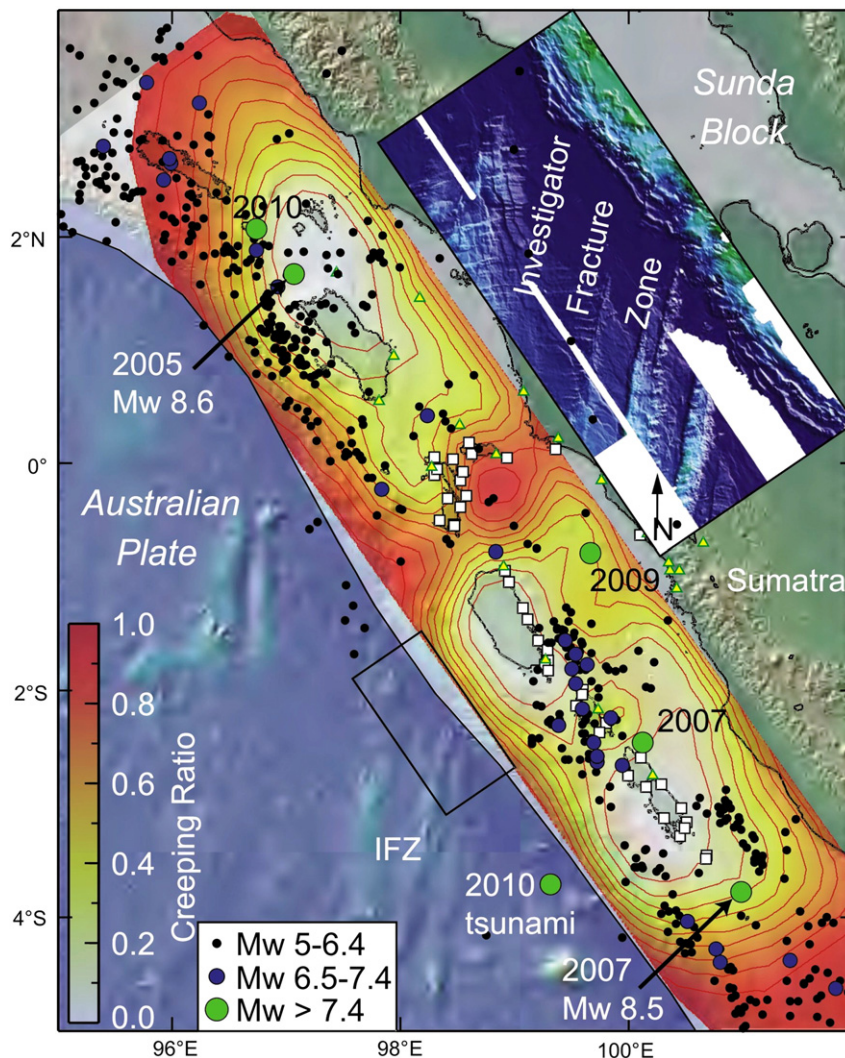 Sunda
Block
Investigator
Fracture
Zone
N
2010
2°N
2005
Mw 8.6
0°
Australian
Plate
2009
Sumatra
1.0
0.8
0.6
0.4
0.2
0.0
Creeping Ratio
2°S
2007
IFZ
2010
tsunami
4°S
2007
Mw 8.5
Mw 5-6.4
Mw 6.5-7.4
Mw > 7.4
96°E
98°E
100°E